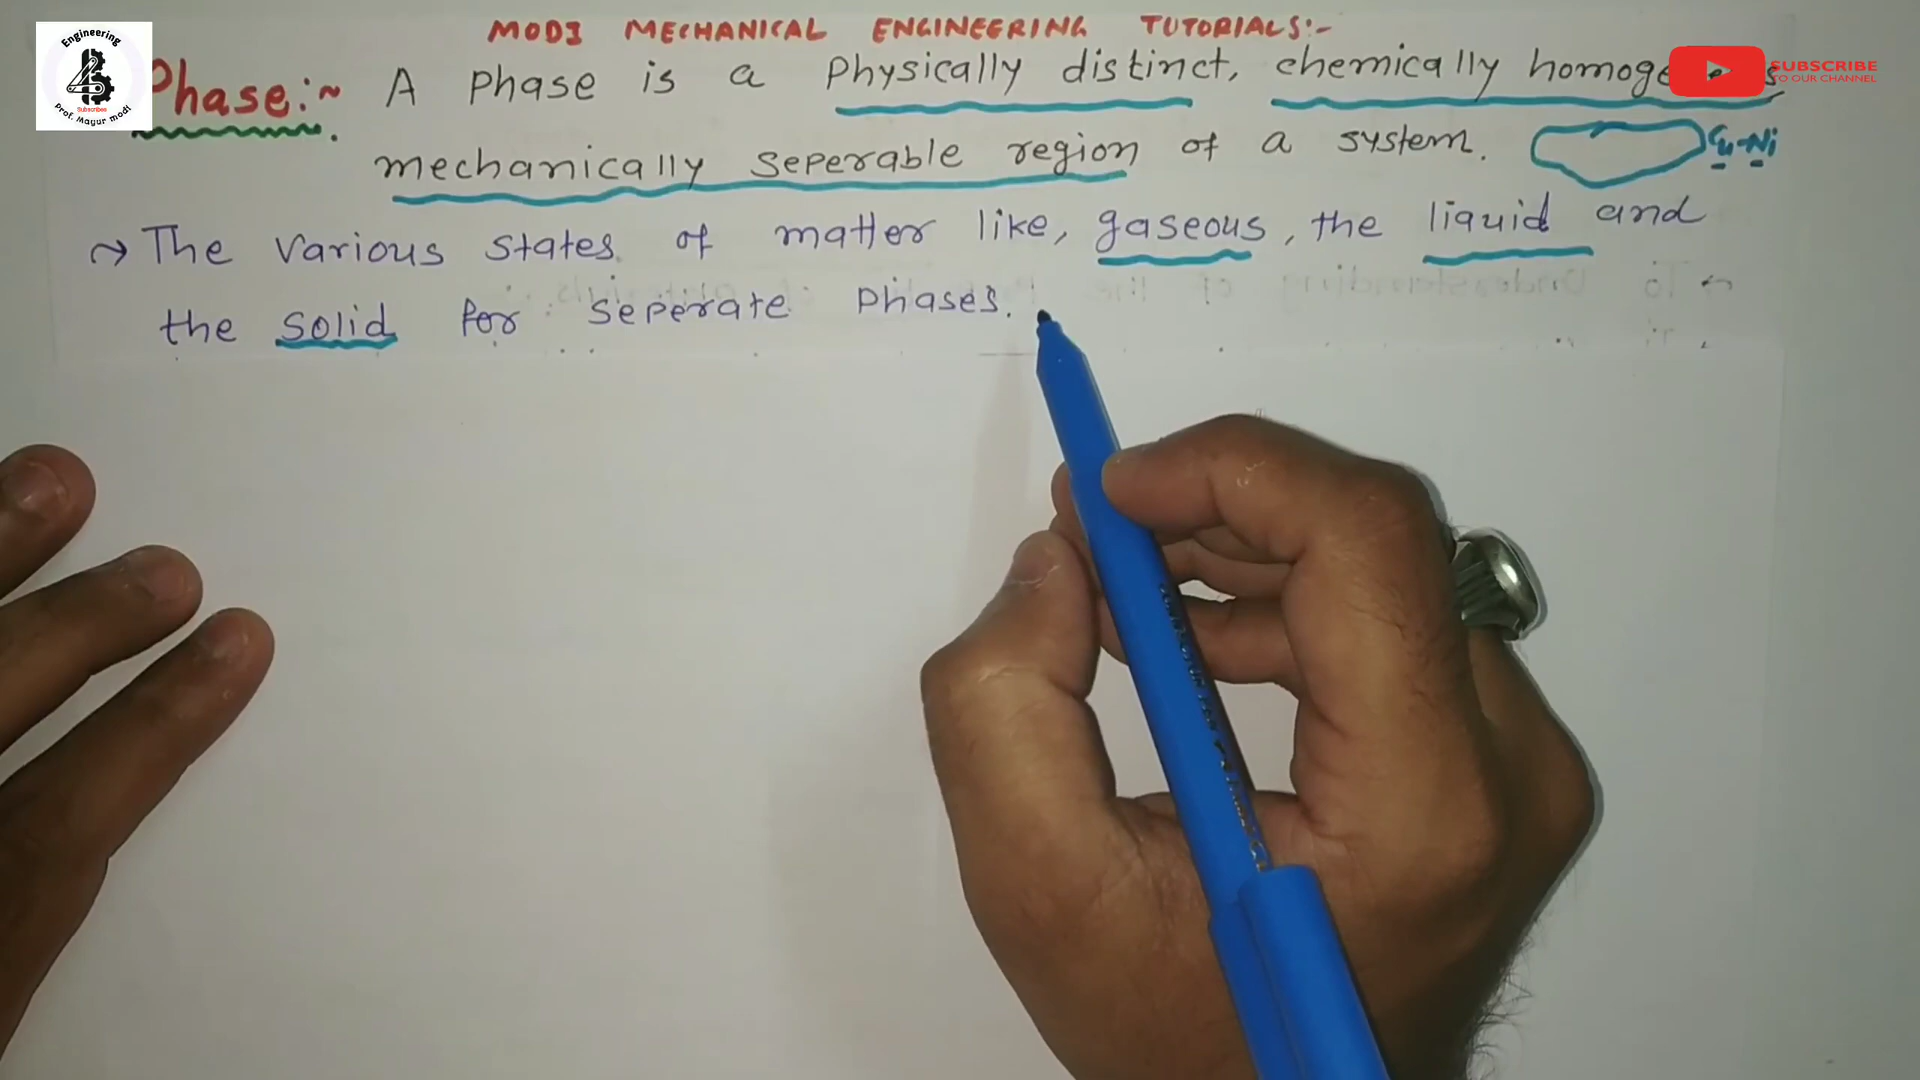 MODI MECHANICAL ENGINEERING TUTORIALS:-
Engineering
Subscribes
Prof. Mayur modi
SUBSCRIBE
TO OUR CHANNEL
Phase:~ A Phase is a Physically distinct, chemically
mechanically seperable region of a system. Cu-Ni
→ The various states of matter like, gaseous, the liquid and
the solid for seperate Phases.